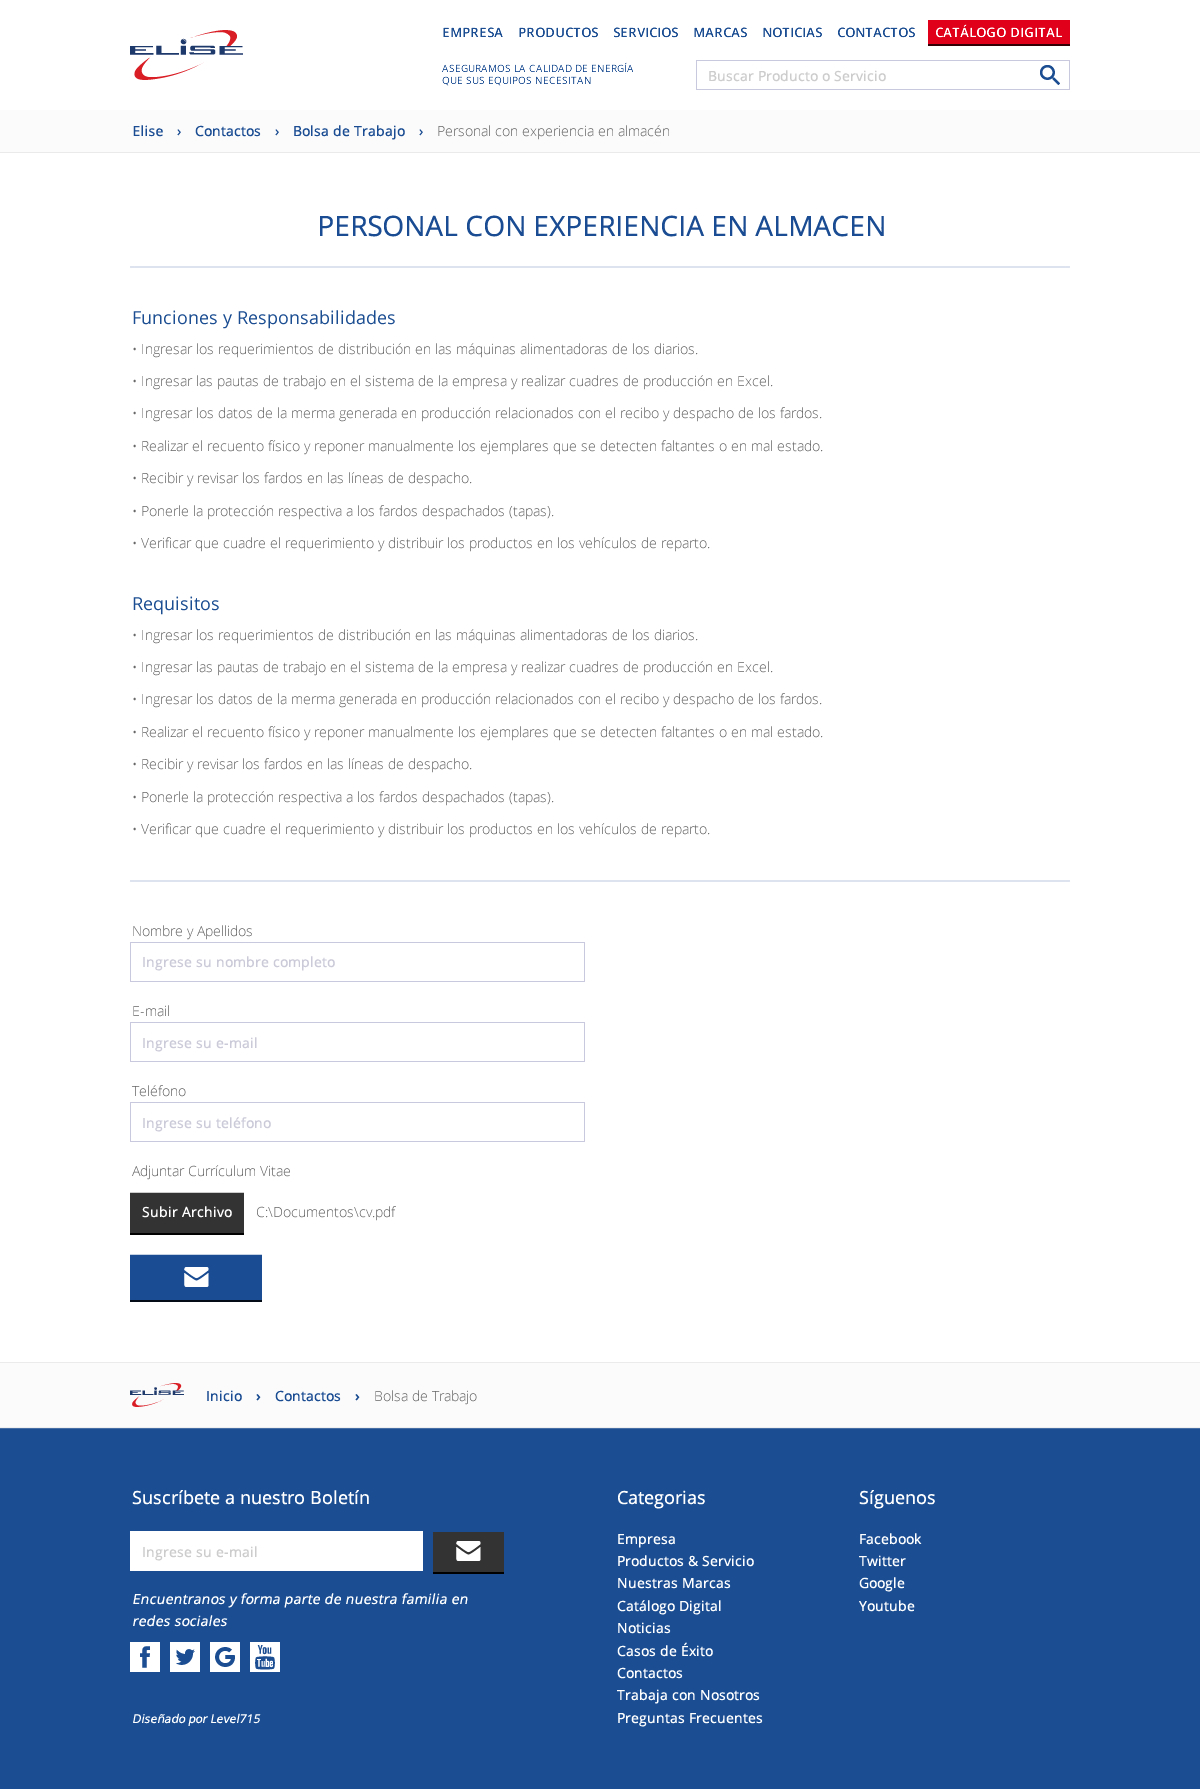 ELISE
EMPRESA PRODUCTOS SERVICIOS MARCAS NOTICIAS CONTACTOS CATÁLOGO DIGITAL
ASEGURAMOS LA CALIDAD DE ENERGÍA
QUE SUS EQUIPOS NECESITAN
Buscar Producto o Servicio
Elise › Contactos › Bolsa de Trabajo › Personal con experiencia en almacén
PERSONAL CON EXPERIENCIA EN ALMACEN
Funciones y Responsabilidades
• Ingresar los requerimientos de distribución en las máquinas alimentadoras de los diarios.
• Ingresar las pautas de trabajo en el sistema de la empresa y realizar cuadres de producción en Excel.
• Ingresar los datos de la merma generada en producción relacionados con el recibo y despacho de los fardos.
• Realizar el recuento físico y reponer manualmente los ejemplares que se detecten faltantes o en mal estado.
• Recibir y revisar los fardos en las líneas de despacho.
• Ponerle la protección respectiva a los fardos despachados (tapas).
• Verificar que cuadre el requerimiento y distribuir los productos en los vehículos de reparto.
Requisitos
• Ingresar los requerimientos de distribución en las máquinas alimentadoras de los diarios.
• Ingresar las pautas de trabajo en el sistema de la empresa y realizar cuadres de producción en Excel.
• Ingresar los datos de la merma generada en producción relacionados con el recibo y despacho de los fardos.
• Realizar el recuento físico y reponer manualmente los ejemplares que se detecten faltantes o en mal estado.
• Recibir y revisar los fardos en las líneas de despacho.
• Ponerle la protección respectiva a los fardos despachados (tapas).
• Verificar que cuadre el requerimiento y distribuir los productos en los vehículos de reparto.
Nombre y Apellidos
Ingrese su nombre completo
E-mail
Ingrese su e-mail
Teléfono
Ingrese su teléfono
Adjuntar Currículum Vitae
Subir Archivo C:\Documentos\cv.pdf
ELISE Inicio › Contactos › Bolsa de Trabajo
Suscríbete a nuestro Boletín
Ingrese su e-mail
Encuentranos y forma parte de nuestra familia en
redes sociales
You
Tube
Diseñado por Level715
Categorias
Empresa
Productos & Servicio
Nuestras Marcas
Catálogo Digital
Noticias
Casos de Éxito
Contactos
Trabaja con Nosotros
Preguntas Frecuentes
Síguenos
Facebook
Twitter
Google
Youtube